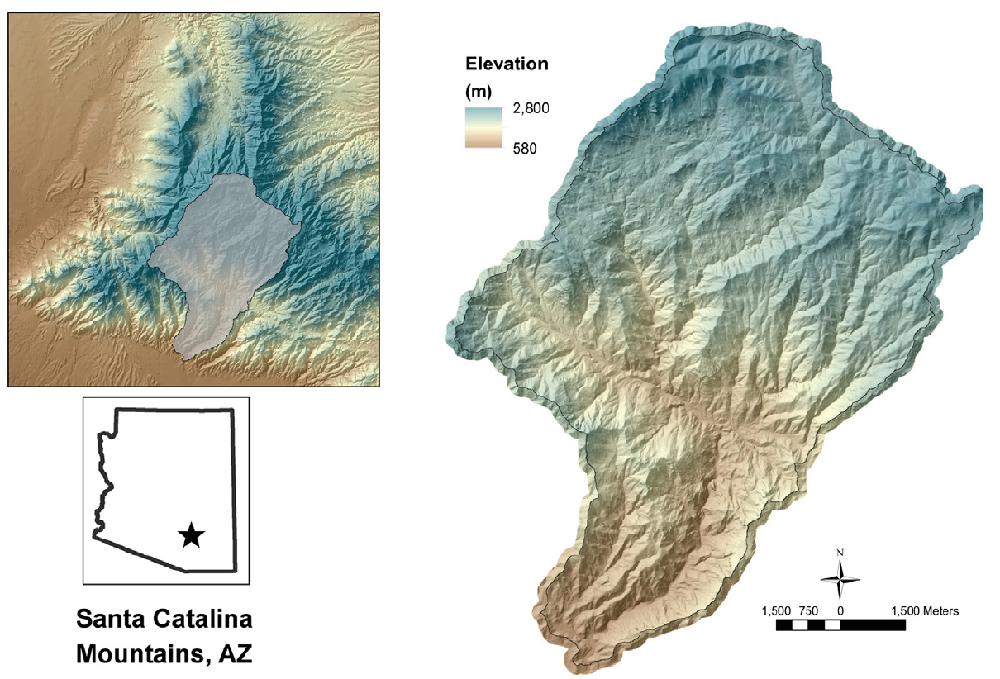 Elevation
(m)
2,800
580
Santa Catalina
Mountains, AZ
N
1,500 750 0 1,500 Meters